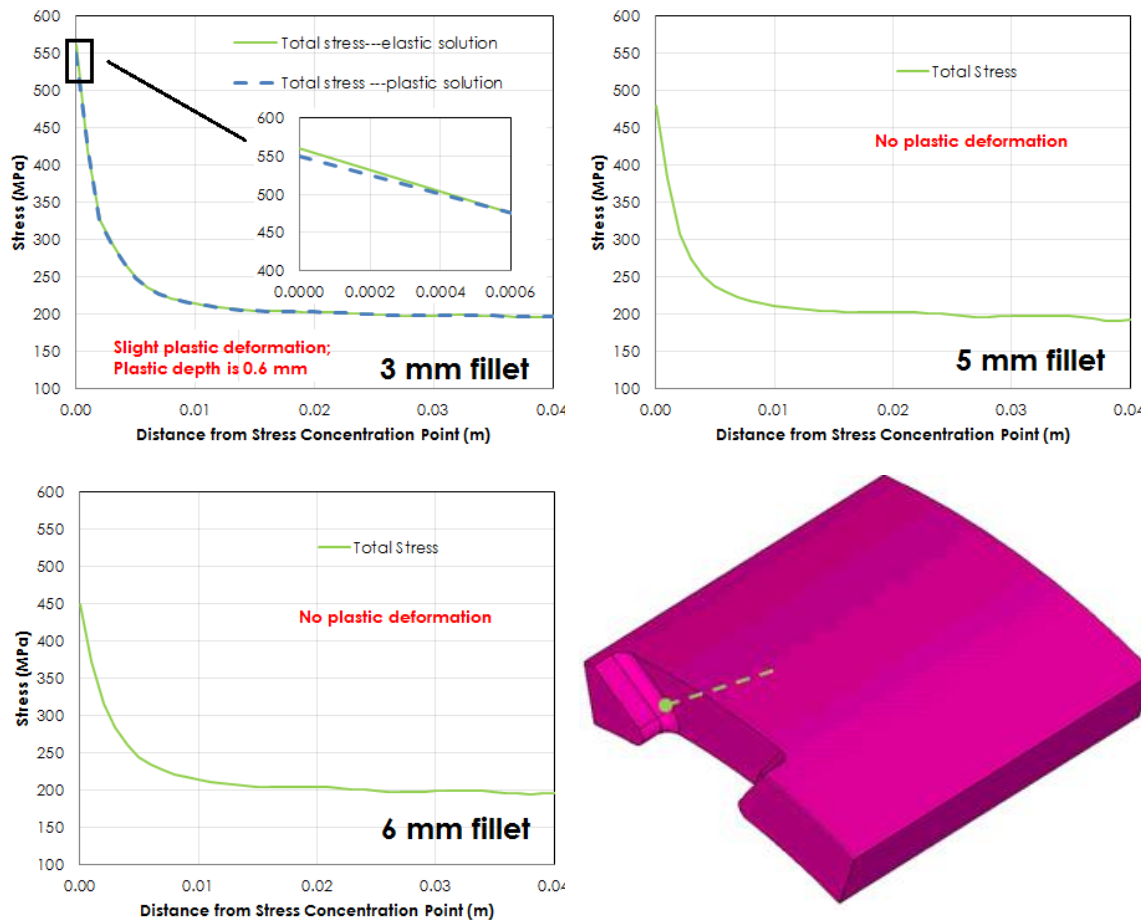 600
550
500
450
400
350
300
250
200
150
100
Stress (MPa)
Total stress---elastic solution
Total stress ---plastic solution
600
550
500
450
400
0.0000 0.0002 0.0004 0.0006
Slight plastic deformation;
Plastic depth is 0.6 mm
3 mm fillet
0.00 0.01 0.02 0.03 0.04
Distance from Stress Concentration Point (m)
600
550
500
450
400
350
300
250
200
150
100
Stress (MPa)
Total Stress
No plastic deformation
5 mm fillet
0.00 0.01 0.02 0.03 0.04
Distance from Stress Concentration Point (m)
600
550
500
450
400
350
300
250
200
150
100
Stress (MPa)
Total Stress
No plastic deformation
6 mm fillet
0.00 0.01 0.02 0.03 0.04
Distance from Stress Concentration Point (m)